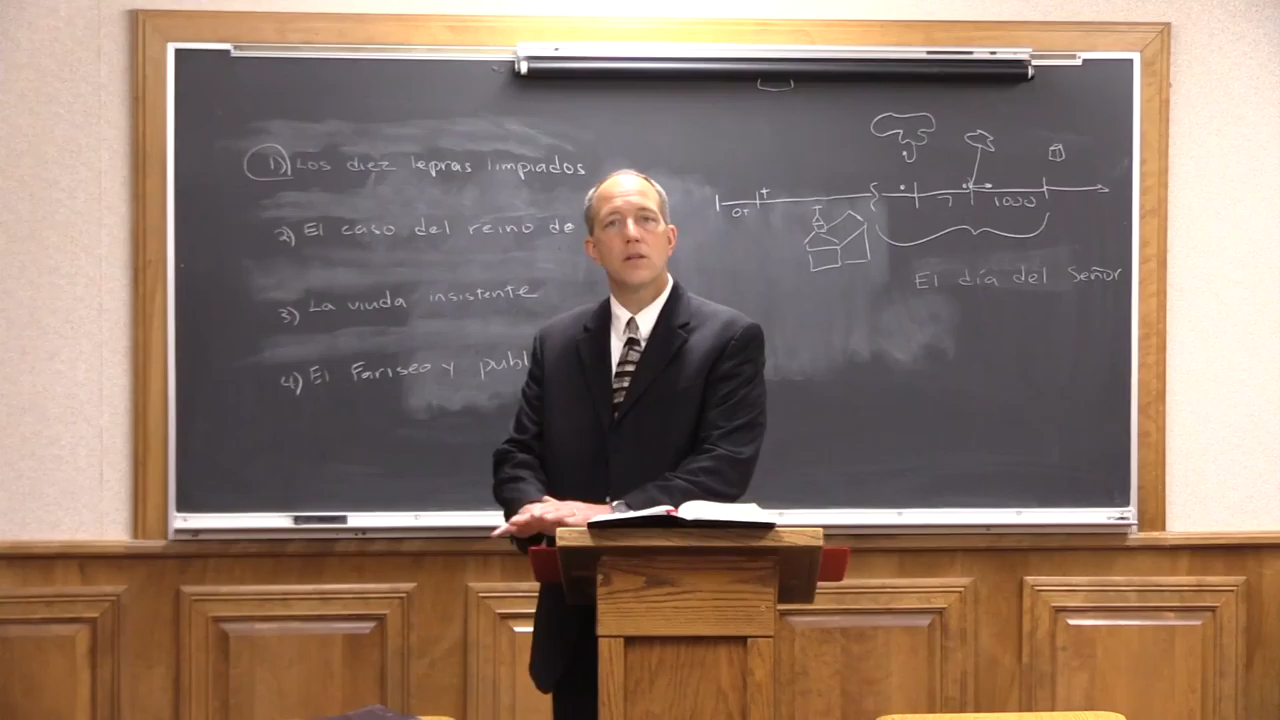 1) Los diez lepras limpiados
2) El caso del reino de
3) La viuda insistente
4) El Fariseo y publ
OT
7
1000
El día del Señor